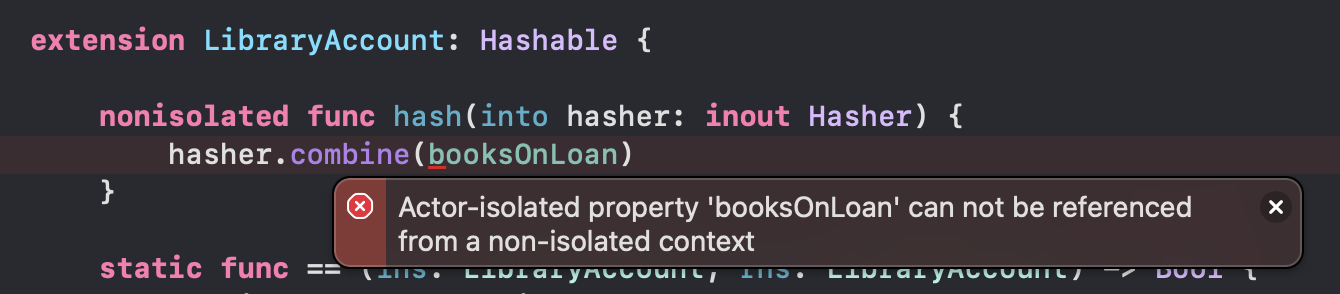 extension LibraryAccount: Hashable {
nonisolated func hash(into hasher: inout Hasher) {
hasher.combine(booksOnLoan)
}
Actor-isolated property 'booksOnLoan' can not be referenced
from a non-isolated context
static func == (lhs: LibraryAccount, rhs: LibraryAccount) -> Bool {